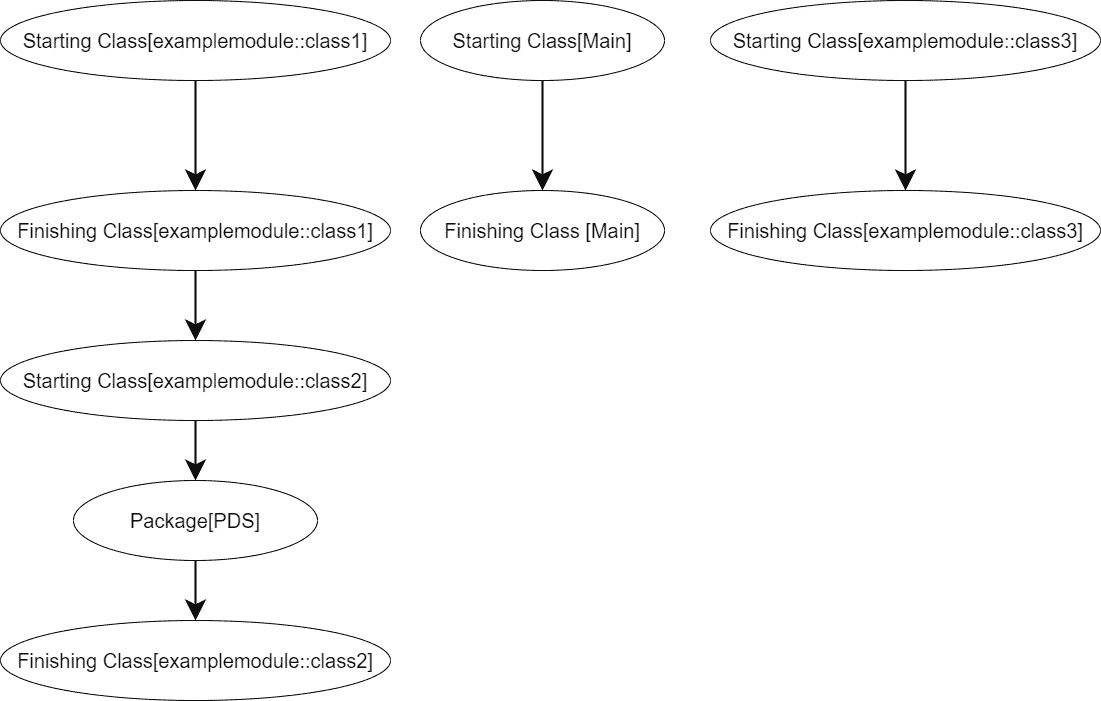 Starting Class[examplemodule::class1]
Starting Class[Main]
Starting Class[examplemodule::class3]
Finishing Class[examplemodule::class1]
Finishing Class [Main]
Finishing Class[examplemodule::class3]
Starting Class[examplemodule::class2]
Package[PDS]
Finishing Class[examplemodule::class2]